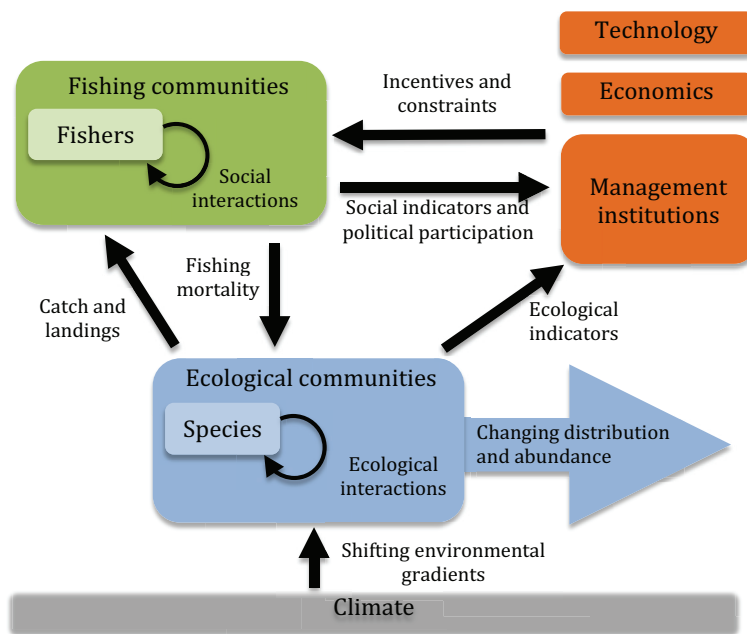 Technology
Fishing communities
Incentives and
constraints
Economics
Fishers
Social
interactions
Management
institutions
Social indicators and
political participation
Fishing
mortality
Catch and
landings
Ecological
indicators
Ecological communities
Species
Changing distribution
and abundance
Ecological
interactions
Shifting environmental
gradients
Climate